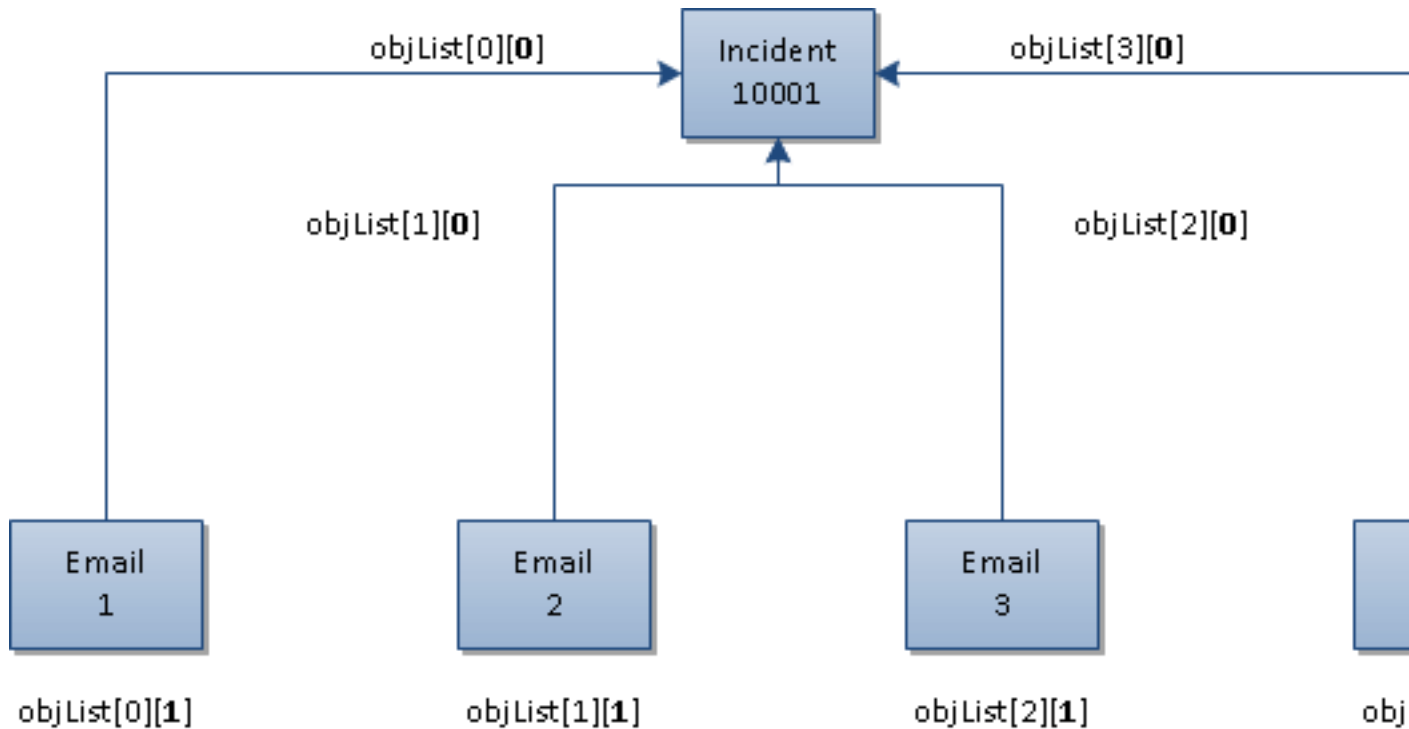 objList[0][0]
Incident
10001
objList[3][0]
objList[1][0]
objList[2][0]
Email
1
Email
2
Email
3
objList[0][1]
objList[1][1]
objList[2][1]
obj